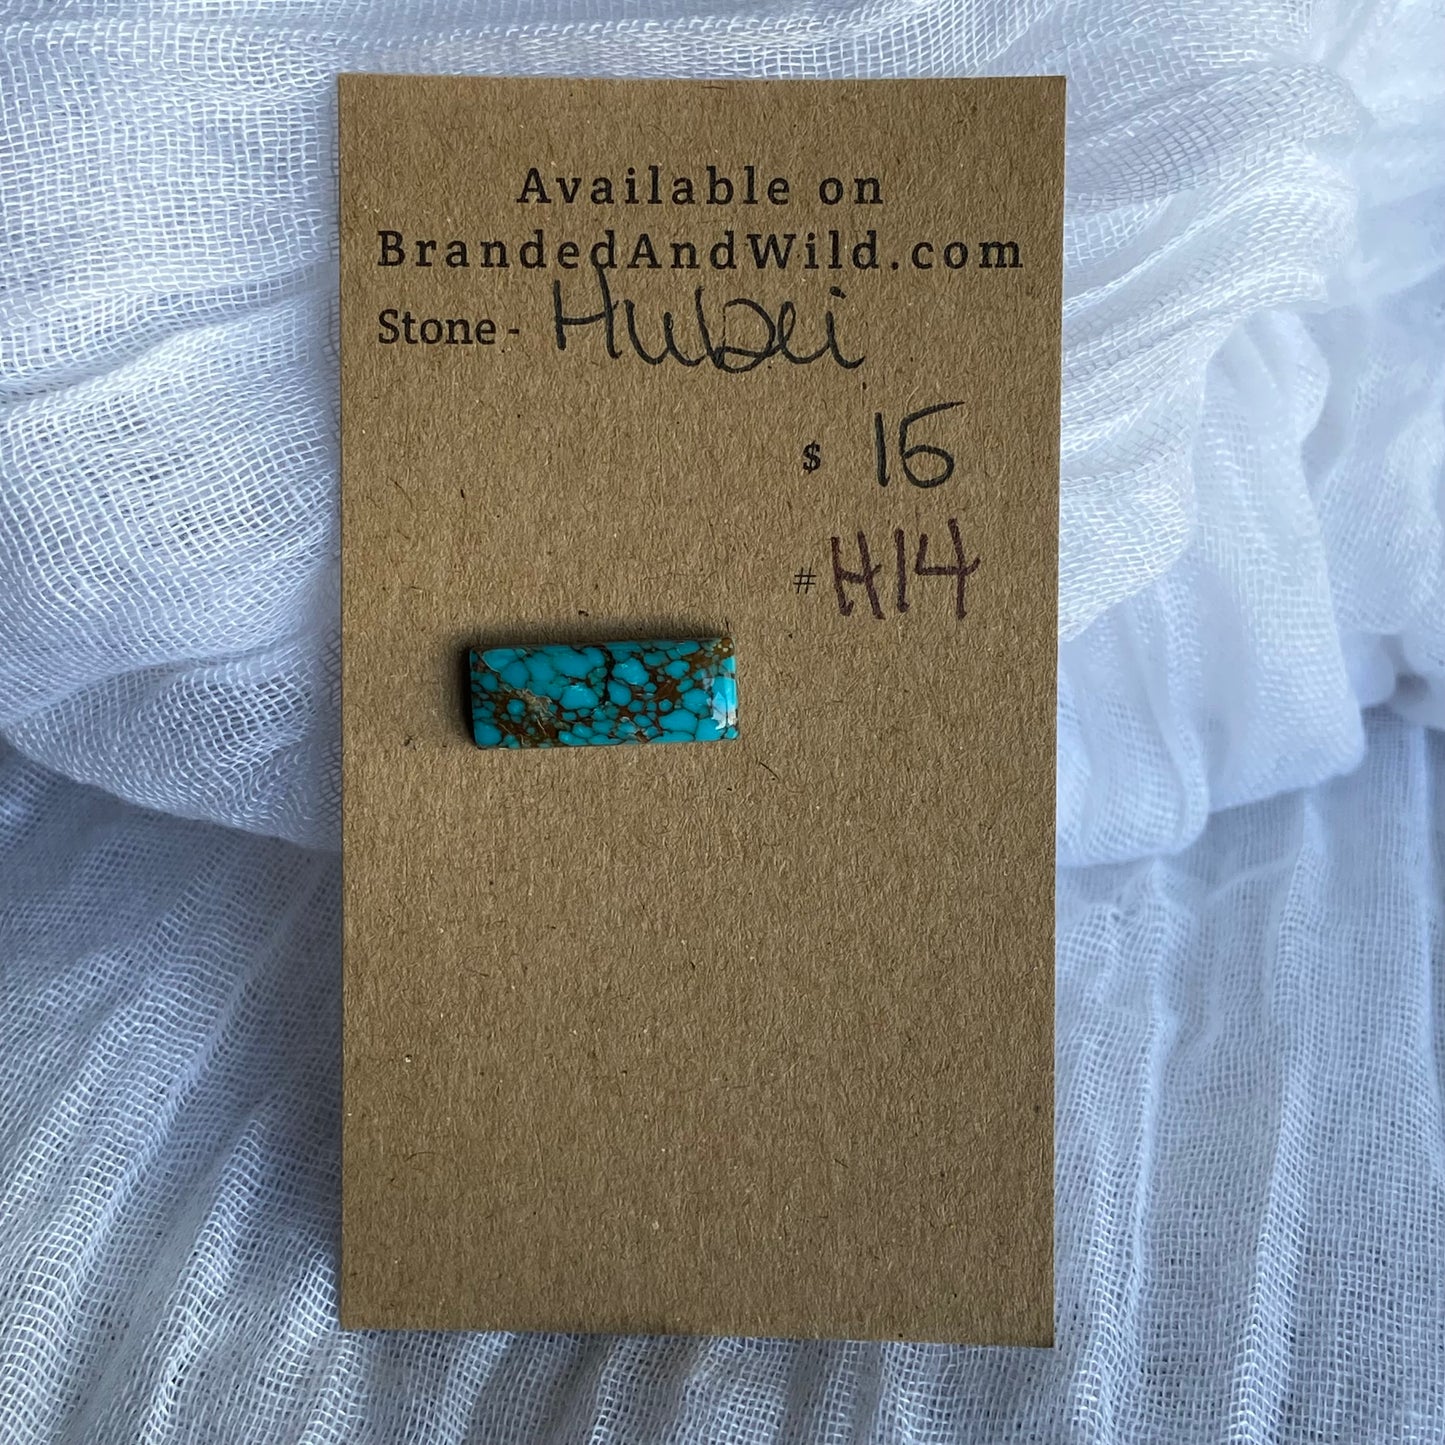 Available on
BrandedAndWild.com
Stone - Hubei
$ 15
# H14